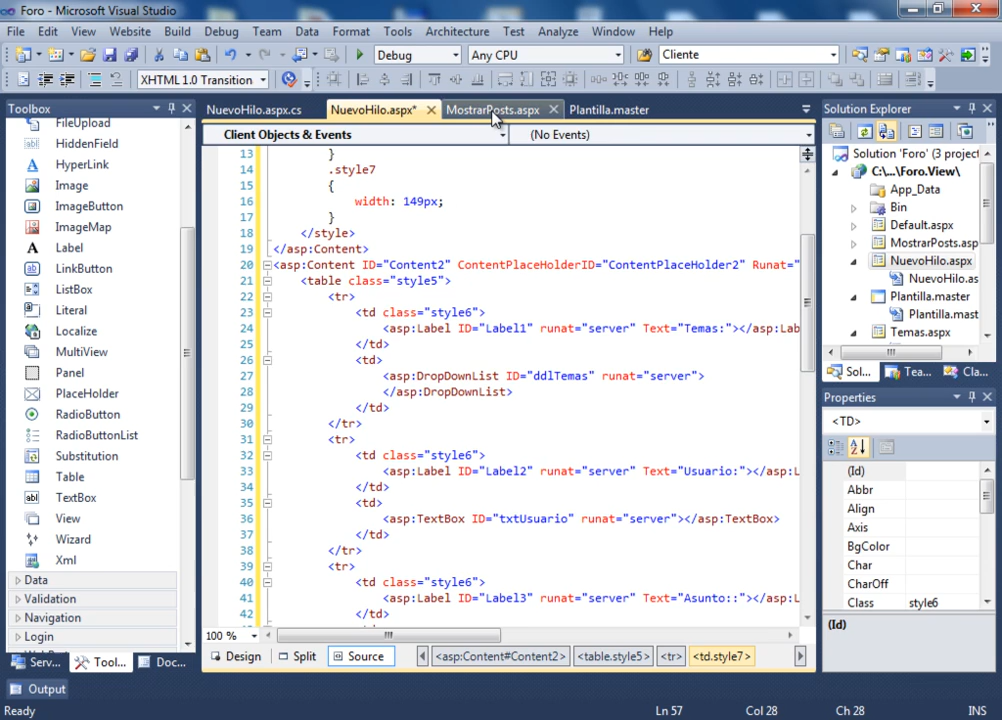 Foro - Microsoft Visual Studio
File Edit View Website Build Debug Team Data Format Tools Architecture Test Analyze Window Help
Debug Any CPU Cliente
XHTML 1.0 Transition
Toolbox
FileUpload
HiddenField
HyperLink
Image
ImageButton
ImageMap
Label
LinkButton
ListBox
Literal
Localize
MultiView
Panel
PlaceHolder
RadioButton
RadioButtonList
Substitution
Table
TextBox
View
Wizard
Xml
Data
Validation
Navigation
Login
Serv... Tool... Doc...
Output
NuevoHilo.aspx.cs NuevoHilo.aspx* MostrarPosts.aspx Plantilla.master
Client Objects & Events (No Events)
13 }
14 .style7
15 {
16 width: 149px;
17 }
18 </style>
19 </asp:Content>
20 <asp:Content ID="Content2" ContentPlaceHolderID="ContentPlaceHolder2" Runat="
21 <table class="style5">
22 <tr>
23 <td class="style6">
24 <asp:Label ID="Label1" runat="server" Text="Temas:"></asp:Lab
25 </td>
26 <td>
27 <asp:DropDownList ID="ddlTemas" runat="server">
28 </asp:DropDownList>
29 </td>
30 </tr>
31 <tr>
32 <td class="style6">
33 <asp:Label ID="Label2" runat="server" Text="Usuario:"></asp:L
34 </td>
35 <td>
36 <asp:TextBox ID="txtUsuario" runat="server"></asp:TextBox>
37 </td>
38 </tr>
39 <tr>
40 <td class="style6">
41 <asp:Label ID="Label3" runat="server" Text="Asunto::"></asp:L
42 </td>
100 %
Design Split Source <asp:Content#Content2> <table.style5> <tr> <td.style7>
Solution Explorer
Solution 'Foro' (3 project
C:\...\Foro.View\
App_Data
Bin
Default.aspx
MostrarPosts.asp
NuevoHilo.aspx
NuevoHilo.as
Plantilla.master
Plantilla.mast
Temas.aspx
Sol... Tea... Cla...
Properties
<TD>
(Id)
Abbr
Align
Axis
BgColor
Char
CharOff
Class style6
(Id)
Ready Ln 57 Col 28 Ch 28 INS